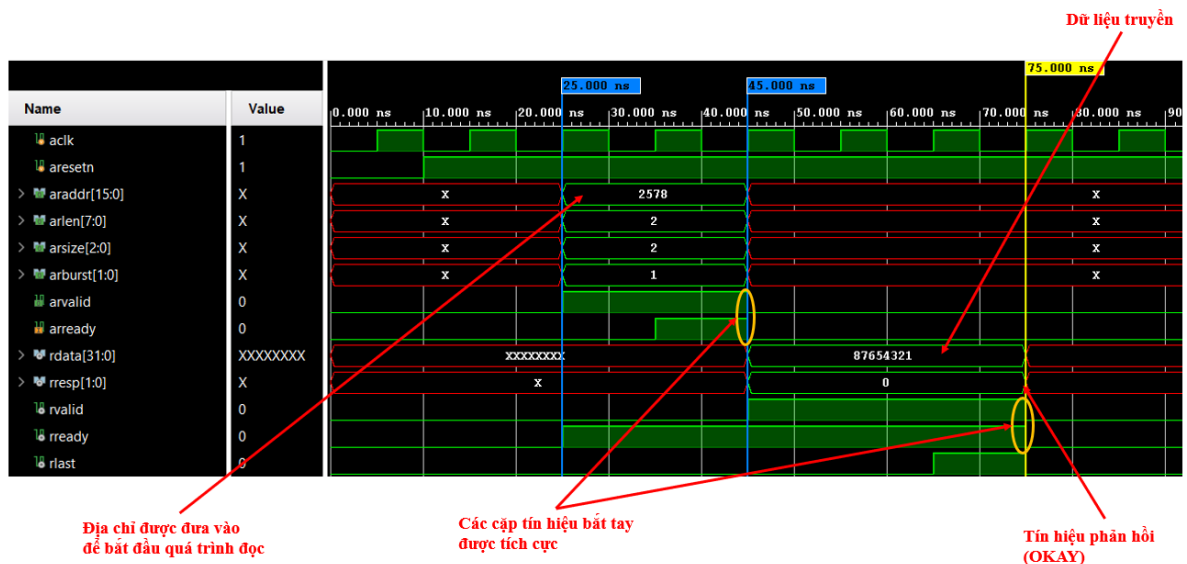 Dữ liệu truyền
75.000 ns
25.000 ns
45.000 ns
Name
Value
0.000 ns
10.000 ns
20.000 ns
30.000 ns
40.000 ns
50.000 ns
60.000 ns
70.000 ns
80.000 ns
90
aclk
1
aresetn
1
araddr[15:0]
X
X
2578
X
arlen[7:0]
X
X
2
X
arsize[2:0]
X
X
2
X
arburst[1:0]
X
X
1
X
arvalid
0
arready
0
rdata[31:0]
XXXXXXXX
XXXXXXXX
87654321
rresp[1:0]
X
X
0
rvalid
0
rready
0
rlast
0
Địa chỉ được đưa vào
để bắt đầu quá trình đọc
Các cặp tín hiệu bắt tay
được tích cực
Tín hiệu phản hồi
(OKAY)